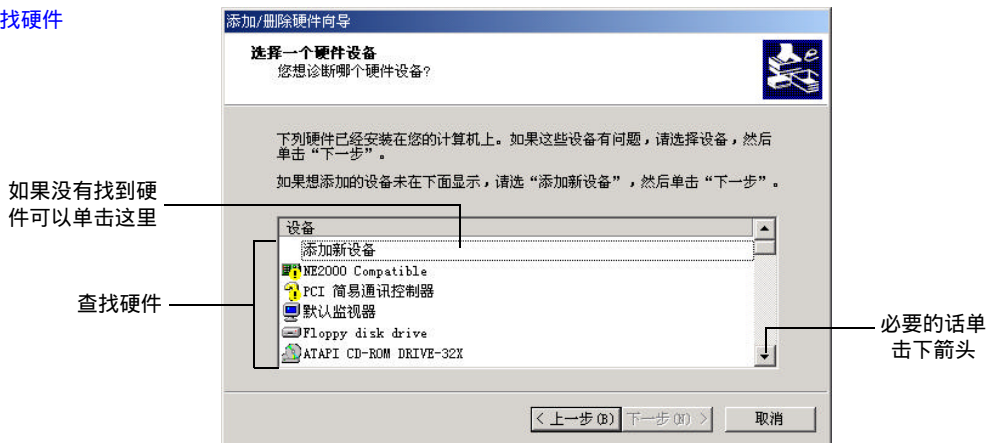 找硬件
添加/删除硬件向导
选择一个硬件设备
您想诊断哪个硬件设备?
下列硬件已经安装在您的计算机上。如果这些设备有问题，请选择设备，然后
单击“下一步”。
如果想添加的设备未在下面显示，请选“添加新设备”，然后单击“下一步”。
如果没有找到硬
件可以单击这里
设备
添加新设备
NE2000 Compatible
PCI 简易通讯控制器
默认监视器
Floppy disk drive
ATAPI CD-ROM DRIVE-32X
查找硬件
必要的话单
击下箭头
< 上一步(B)
下一步(N) >
取消